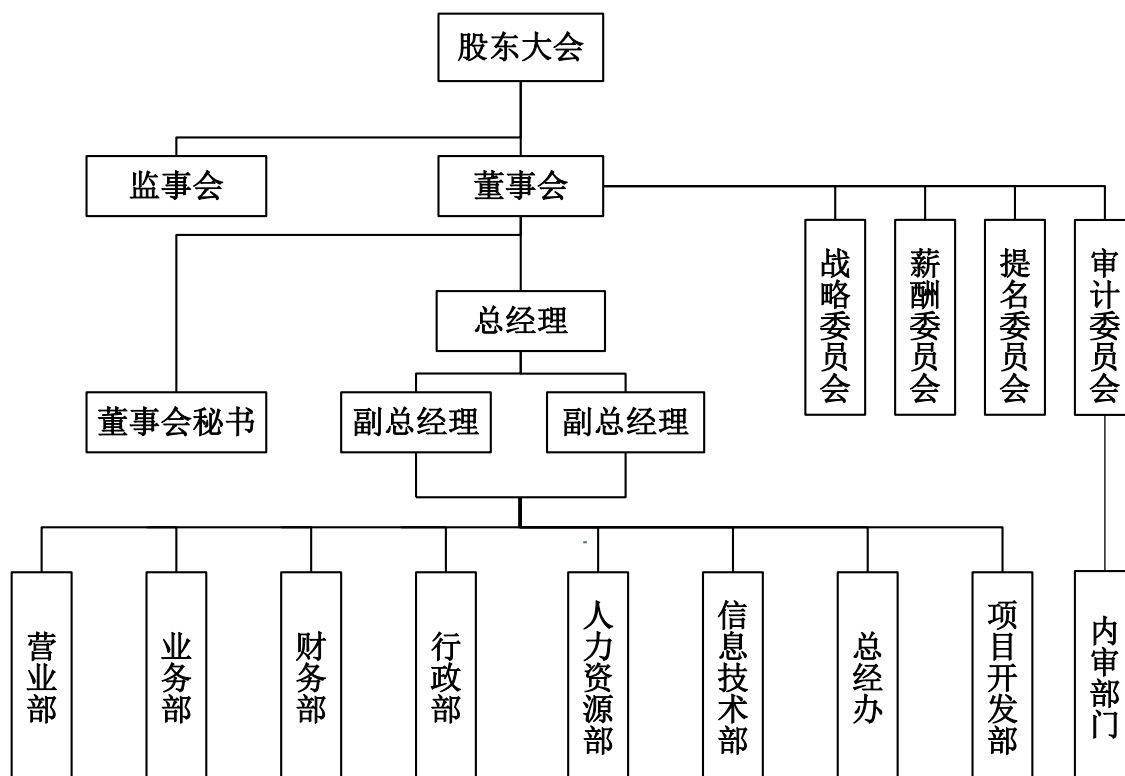 股东大会
监事会
董事会
战略委员会
薪酬委员会
提名委员会
审计委员会
总经理
董事会秘书
副总经理
副总经理
营业部
业务部
财务部
行政部
人力资源部
信息技术部
总经办
项目开发部
内审部门